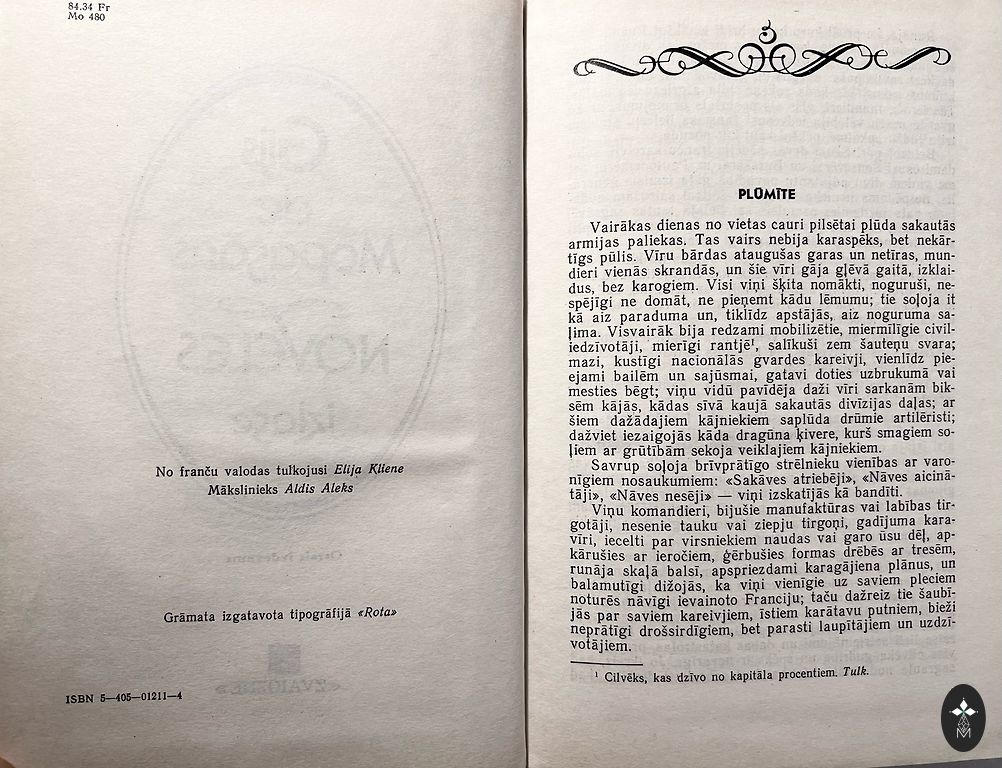 84.34 Fr
Mo 480
No franču valodas tulkojusi Elija Kliene
Mākslinieks Aldis Aleks
Grāmata izgatavota tipogrāfijā «Rota»
ISBN 5—405—01211—4
PLŪMĪTE
Vairākas dienas no vietas cauri pilsētai plūda sakautās
armijas paliekas. Tas vairs nebija karaspēks, bet nekār-
tīgs pūlis. Vīru bārdas ataugušas garas un netīras, mun-
dieri vienās skrandās, un šie vīri gāja gļēvā gaitā, izklai-
dus, bez karogiem. Visi viņi šķita nomākti, noguruši, ne-
spējīgi ne domāt, ne pieņemt kādu lēmumu; tie soļoja it
kā aiz paraduma un, tiklīdz apstājās, aiz noguruma sa-
ļima. Visvairāk bija redzami mobilizētie, miermīlīgie civil-
iedzīvotāji, mierīgi rantjē¹, salīkuši zem šauteņu svara;
mazi, kustīgi nacionālās gvardes kareivji, vienlīdz pie-
ejami bailēm un sajūsmai, gatavi doties uzbrukumā vai
mesties bēgt; viņu vidū pavīdēja daži vīri sarkanām bik-
sēm kājās, kādas sīvā kaujā sakautās divīzijas daļas; ar
šiem dažādajiem kājniekiem saplūda drūmie artilēristi;
dažviet iezaigojās kāda dragūna ķivere, kurš smagiem so-
ļiem ar grūtībām sekoja veiklajiem kājniekiem.
Savrup soļoja brīvprātīgo strēlnieku vienības ar varo-
nīgiem nosaukumiem: «Sakāves atriebēji», «Nāves aicinā-
tāji», «Nāves nesēji» — viņi izskatījās kā bandīti.
Viņu komandieri, bijušie manufaktūras vai labības tir-
gotāji, nesenie tauku vai ziepju tirgoņi, gadījuma kara-
vīri, iecelti par virsniekiem naudas vai garo ūsu dēļ, ap-
kārušies ar ieročiem, ģērbušies formas drēbēs ar tresēm,
runāja skaļā balsī, apspriezdami karagājiena plānus, un
balamutīgi dižojās, ka viņi vienīgie uz saviem pleciem
noturēs nāvīgi ievainoto Franciju; taču dažreiz tie šaubī-
jās par saviem kareivjiem, īstiem karātavu putniem, bieži
neprātīgi drošsirdīgiem, bet parasti laupītājiem un uzdzī-
votājiem.
¹ Cilvēks, kas dzīvo no kapitāla procentiem. Tulk.
M